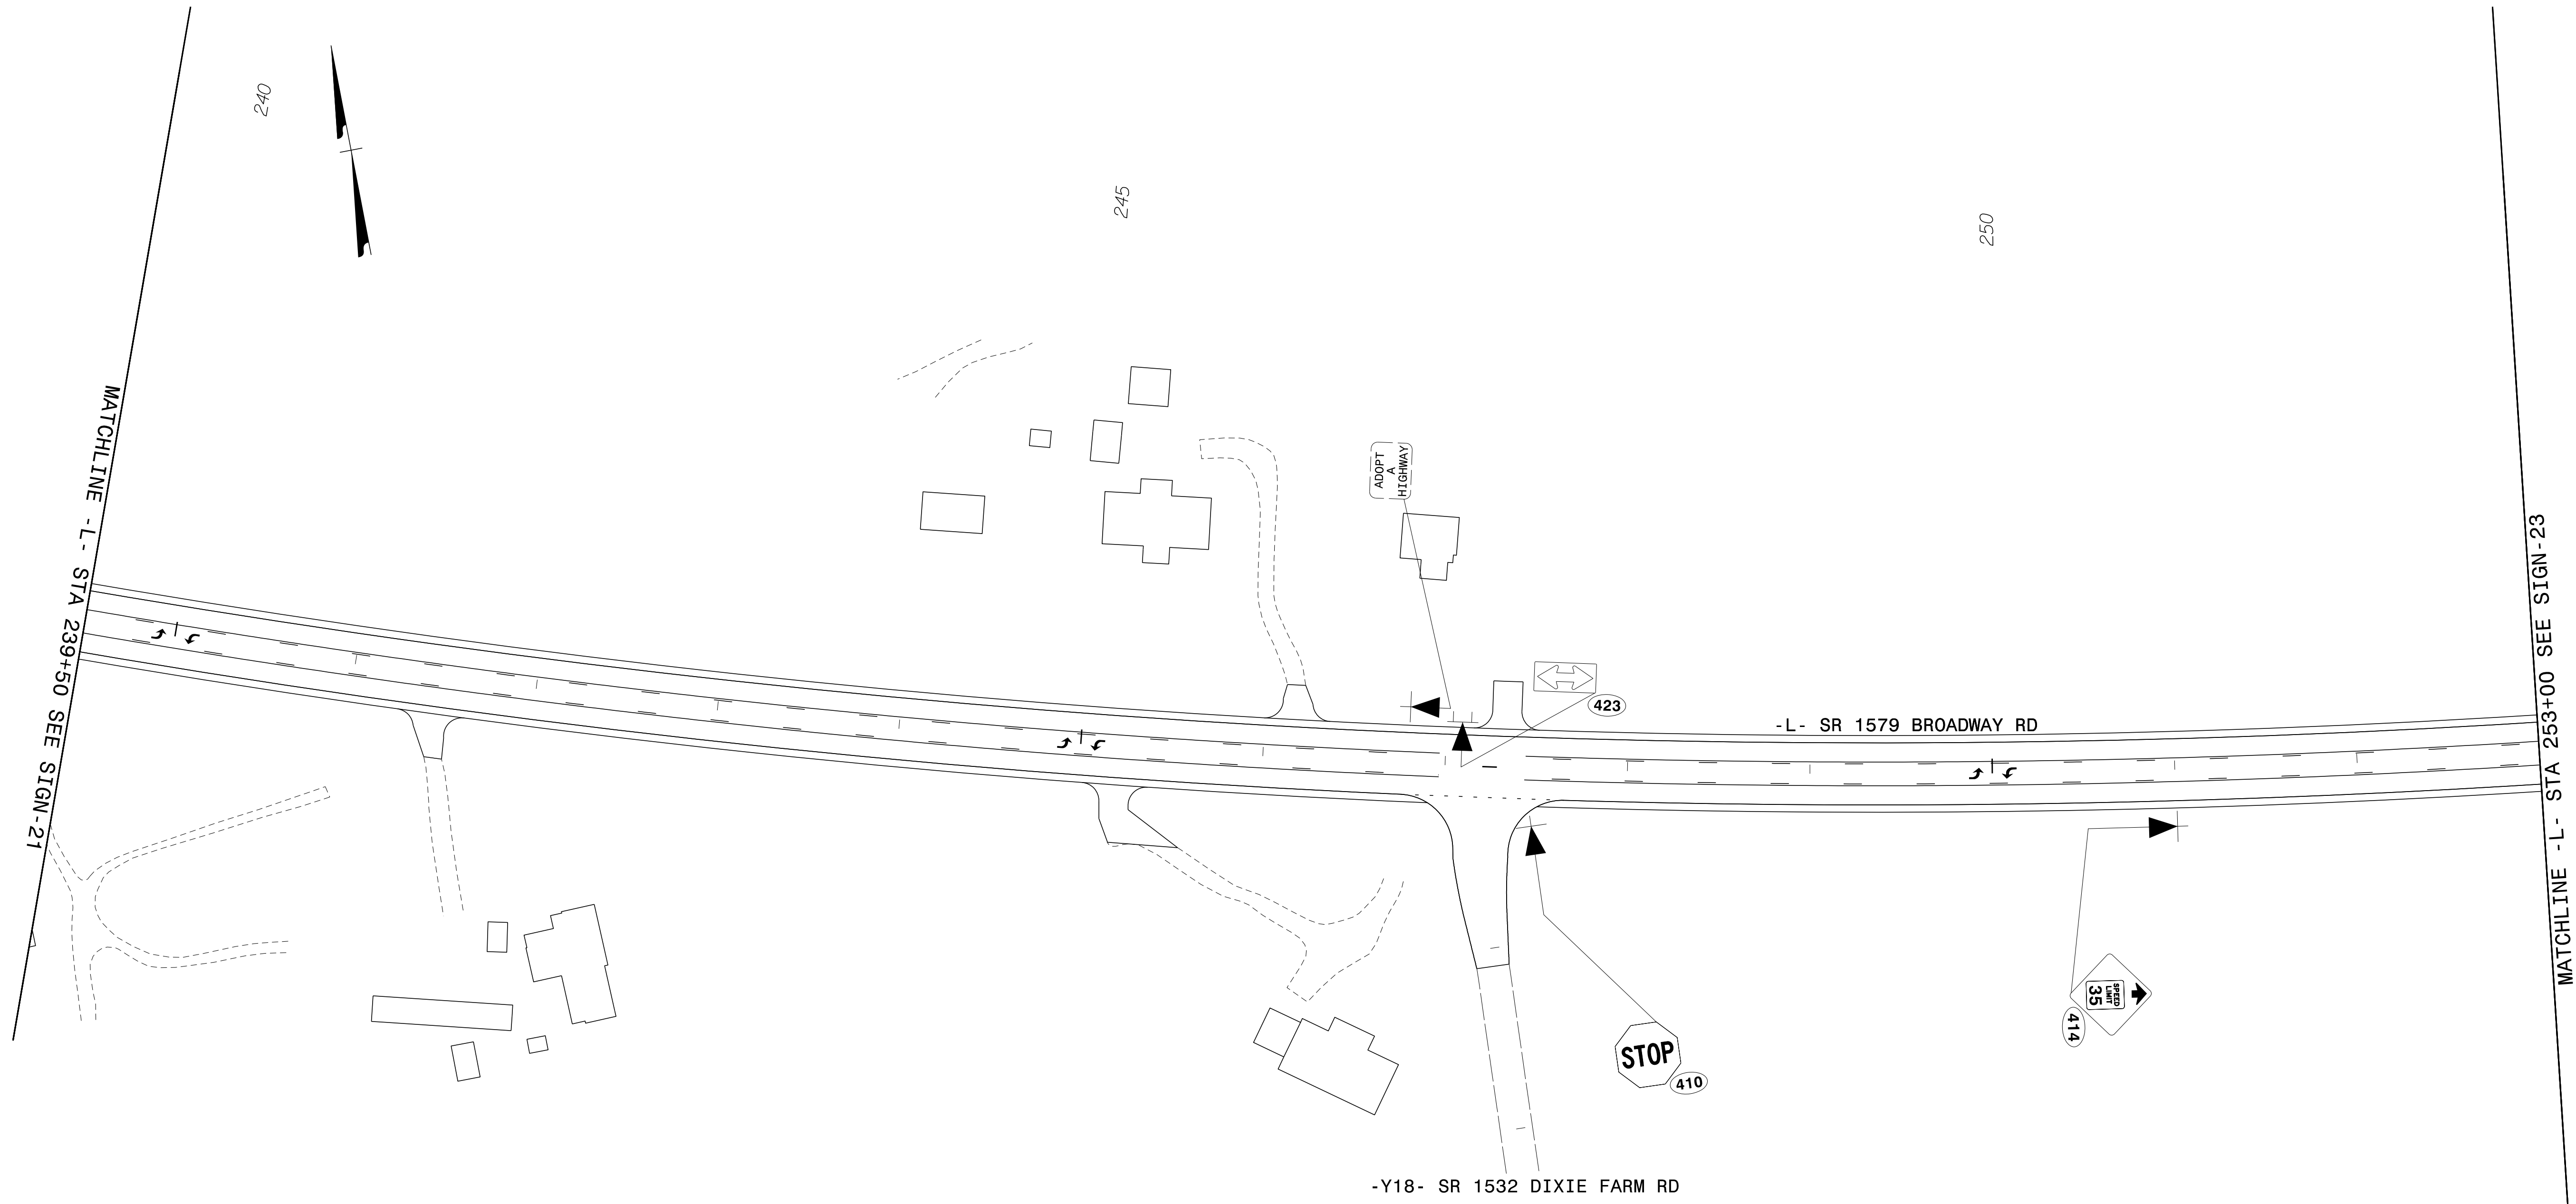 240
245
250
MATCHLINE -L- STA 239+50 SEE SIGN-21
ADOPT
A
HIGHWAY
423
-L- SR 1579 BROADWAY RD
MATCHLINE -L- STA 253+00 SEE SIGN-23
SPEED
LIMIT
35
414
STOP
410
-Y18- SR 1532 DIXIE FARM RD